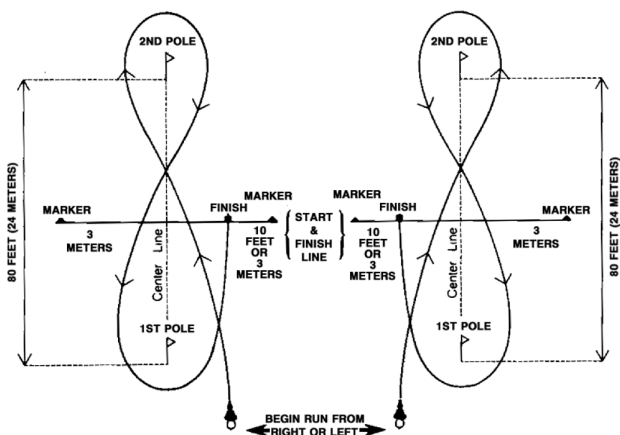 2ND POLE
80 FEET (24 METERS)
MARKER
3
METERS
Center Line
FINISH
MARKER
10
FEET
OR
3
METERS
1ST POLE
START
&
FINISH
LINE
2ND POLE
MARKER
FINISH
10
FEET
OR
3
METERS
Center Line
MARKER
3
METERS
1ST POLE
80 FEET (24 METERS)
BEGIN RUN FROM
RIGHT OR LEFT